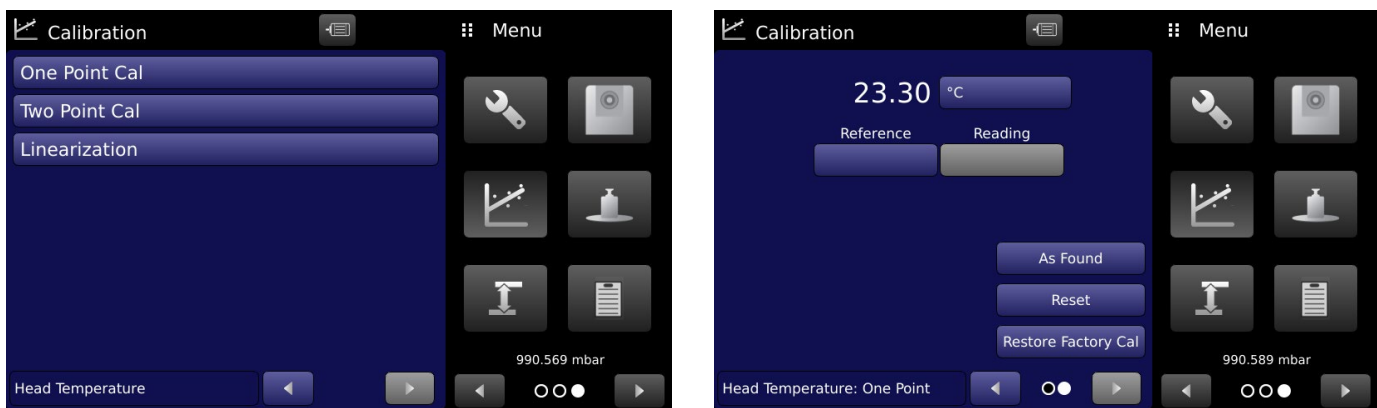 Calibration
Menu
One Point Cal
Two Point Cal
Linearization
990.569 mbar
Head Temperature
Calibration
Menu
23.30 °C
Reference Reading
As Found
Reset
Restore Factory Cal
990.589 mbar
Head Temperature: One Point